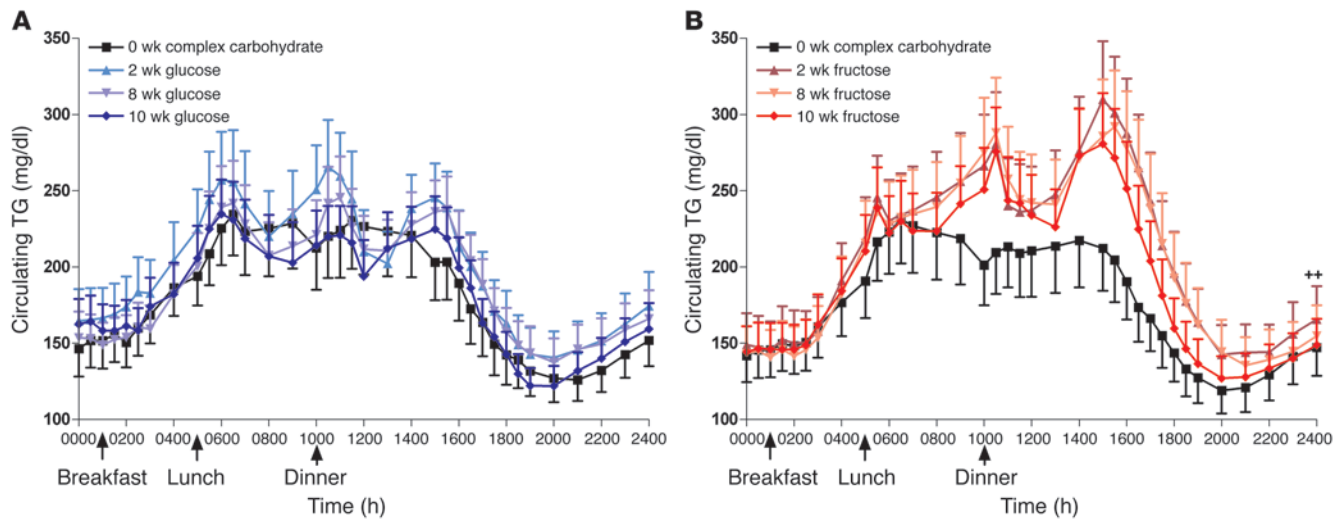 A
350
300
250
200
150
100
Circulating TG (mg/dl)
0 wk complex carbohydrate
2 wk glucose
8 wk glucose
10 wk glucose
0000 0200 0400 0600 0800 1000 1200 1400 1600 1800 2000 2200 2400
Breakfast Lunch Dinner
Time (h)
B
350
300
250
200
150
100
Circulating TG (mg/dl)
0 wk complex carbohydrate
2 wk fructose
8 wk fructose
10 wk fructose
++
0000 0200 0400 0600 0800 1000 1200 1400 1600 1800 2000 2200 2400
Breakfast Lunch Dinner
Time (h)